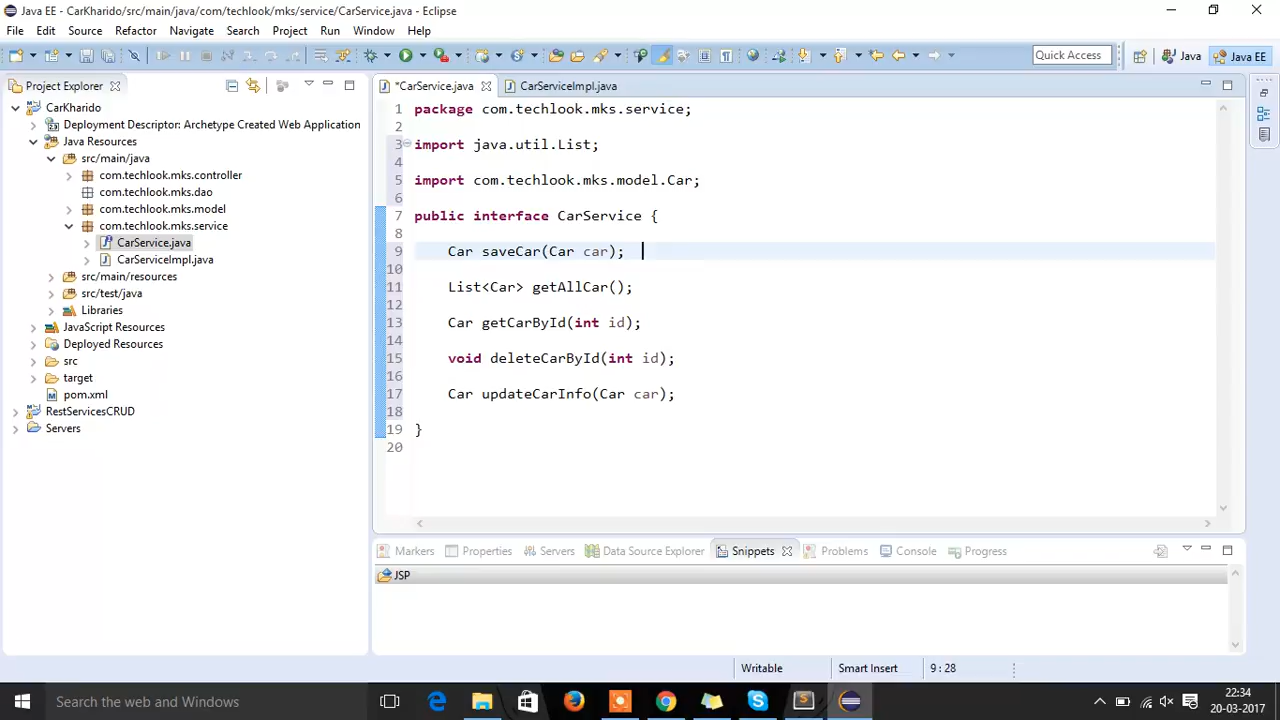 Java EE - CarKharido/src/main/java/com/techlook/mks/service/CarService.java - Eclipse
File Edit Source Refactor Navigate Search Project Run Window Help
Quick Access
Java
Java EE
Project Explorer
*CarService.java
CarServiceImpl.java
CarKharido
Deployment Descriptor: Archetype Created Web Application
Java Resources
src/main/java
com.techlook.mks.controller
com.techlook.mks.dao
com.techlook.mks.model
com.techlook.mks.service
CarService.java
CarServiceImpl.java
src/main/resources
src/test/java
Libraries
JavaScript Resources
Deployed Resources
src
target
pom.xml
RestServicesCRUD
Servers
1 package com.techlook.mks.service;
2
3 import java.util.List;
4
5 import com.techlook.mks.model.Car;
6
7 public interface CarService {
8
9 Car saveCar(Car car);
10
11 List<Car> getAllCar();
12
13 Car getCarById(int id);
14
15 void deleteCarById(int id);
16
17 Car updateCarInfo(Car car);
18
19 }
20
Markers Properties Servers Data Source Explorer Snippets Problems Console Progress
JSP
Writable Smart Insert 9 : 28
Search the web and Windows
22:34
20-03-2017